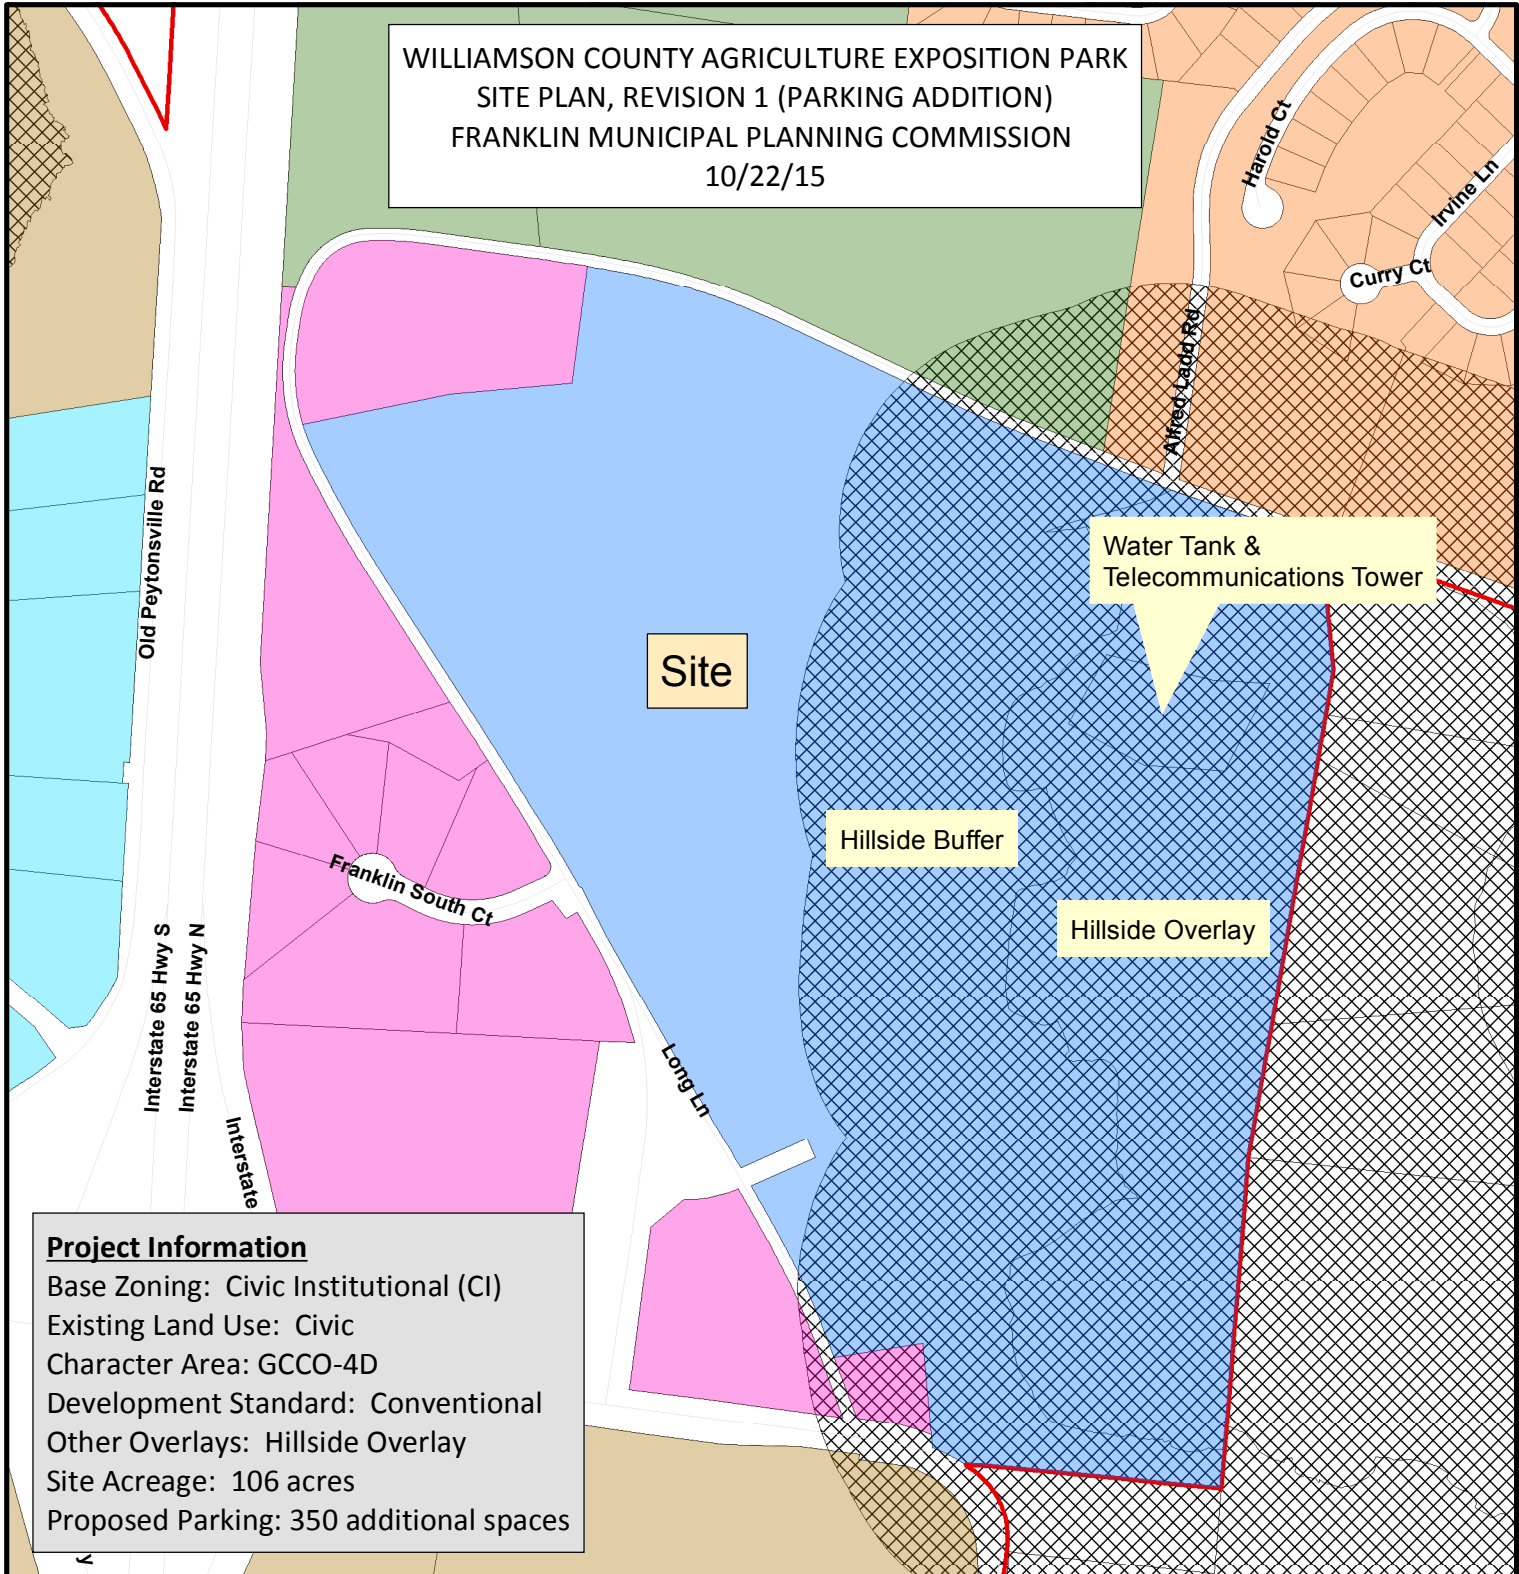 WILLIAMSON COUNTY AGRICULTURE EXPOSITION PARK
SITE PLAN, REVISION 1 (PARKING ADDITION)
FRANKLIN MUNICIPAL PLANNING COMMISSION
10/22/15
Harold Ct
Irvine Ln
Curry Ct
Alfred Ladd Rd
Old Peytonsville Rd
Water Tank &
Telecommunications Tower
Site
Hillside Buffer
Franklin South Ct
Hillside Overlay
Interstate 65 Hwy S
Interstate 65 Hwy N
Long Ln
Interstate
Project Information
Base Zoning: Civic Institutional (CI)
Existing Land Use: Civic
Character Area: GCCO-4D
Development Standard: Conventional
Other Overlays: Hillside Overlay
Site Acreage: 106 acres
Proposed Parking: 350 additional spaces
y